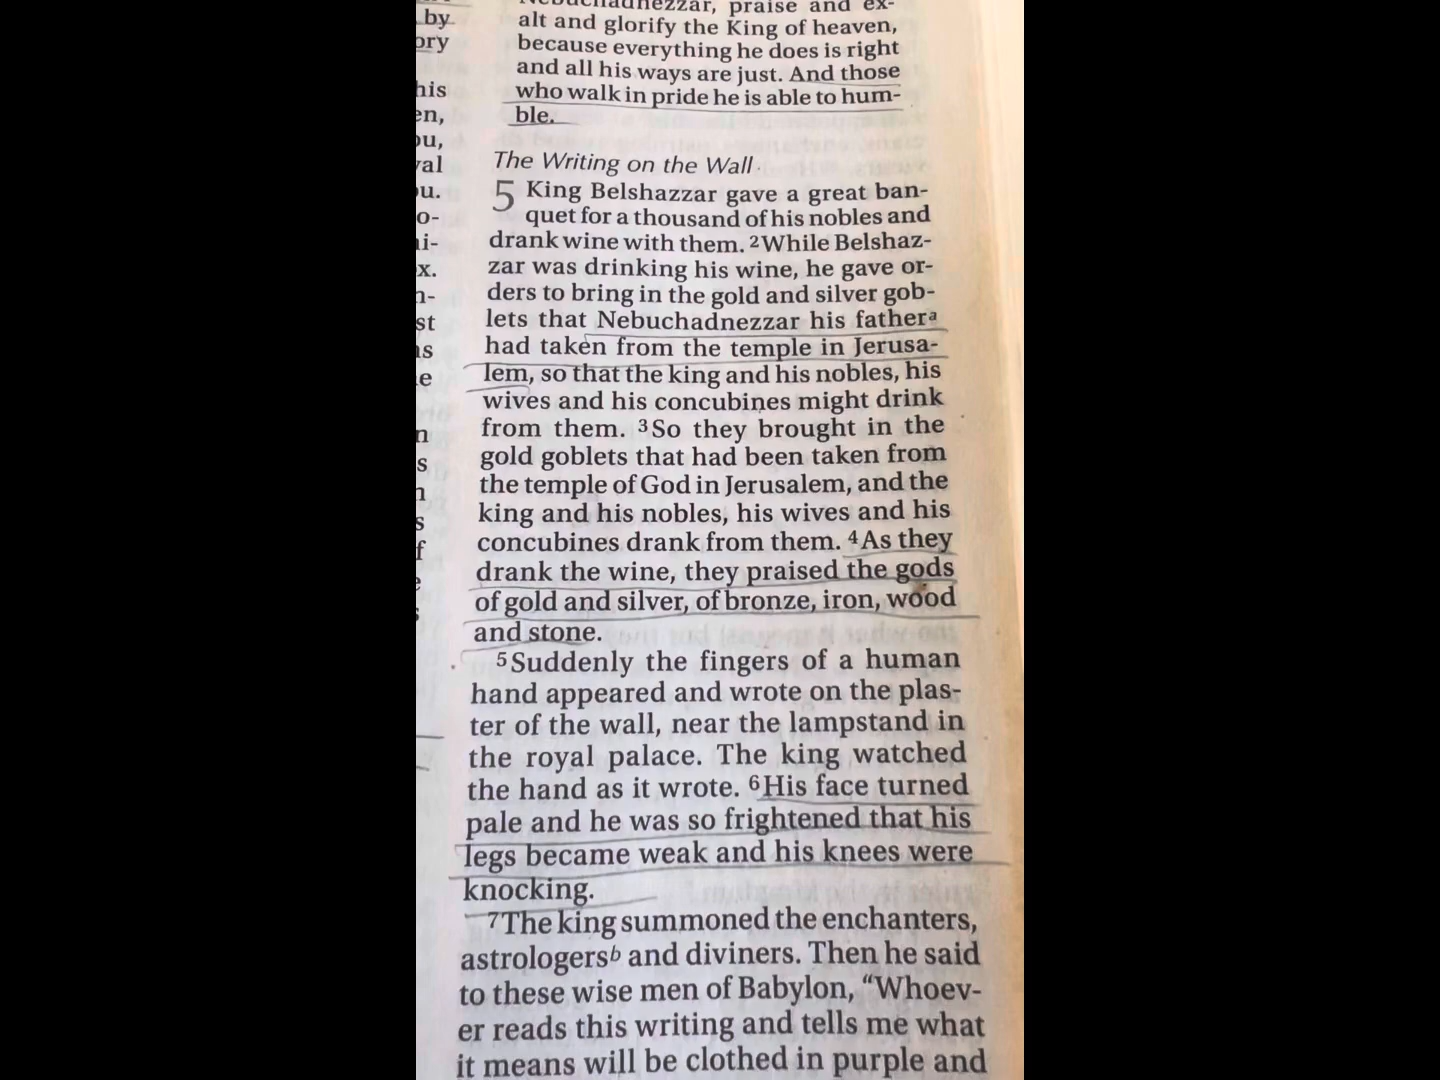 by
ory
his
en,
ou,
val
ou.
o-
x.
st
e
Nebuchadnezzar, praise and ex-
alt and glorify the King of heaven,
because everything he does is right
and all his ways are just. And those
who walk in pride he is able to hum-
ble.
The Writing on the Wall
5 King Belshazzar gave a great ban-
quet for a thousand of his nobles and
drank wine with them. 2 While Belshaz-
zar was drinking his wine, he gave or-
ders to bring in the gold and silver gob-
lets that Nebuchadnezzar his father a
had taken from the temple in Jerusa-
lem, so that the king and his nobles, his
wives and his concubines might drink
from them. 3 So they brought in the
gold goblets that had been taken from
the temple of God in Jerusalem, and the
king and his nobles, his wives and his
concubines drank from them. 4 As they
drank the wine, they praised the gods
of gold and silver, of bronze, iron, wood
and stone.
5 Suddenly the fingers of a human
hand appeared and wrote on the plas-
ter of the wall, near the lampstand in
the royal palace. The king watched
the hand as it wrote. 6 His face turned
pale and he was so frightened that his
legs became weak and his knees were
knocking.
7 The king summoned the enchanters,
astrologers b and diviners. Then he said
to these wise men of Babylon, “Whoev-
er reads this writing and tells me what
it means will be clothed in purple and